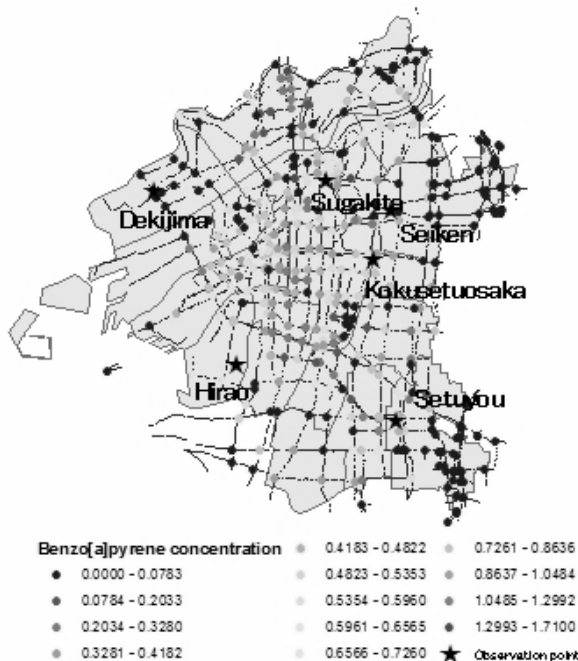 Sugakita
Dekijima
Seiken
Kokusetuosaka
Hirao
Setuyou
Benzo[a]pyrene concentration
0.0000 - 0.0783
0.0784 - 0.2033
0.2034 - 0.3280
0.3281 - 0.4182
0.4183 - 0.4822
0.4823 - 0.5353
0.5354 - 0.5960
0.5961 - 0.6565
0.6566 - 0.7260
0.7261 - 0.8636
0.8637 - 1.0484
1.0485 - 1.2992
1.2993 - 1.7100
Observation point